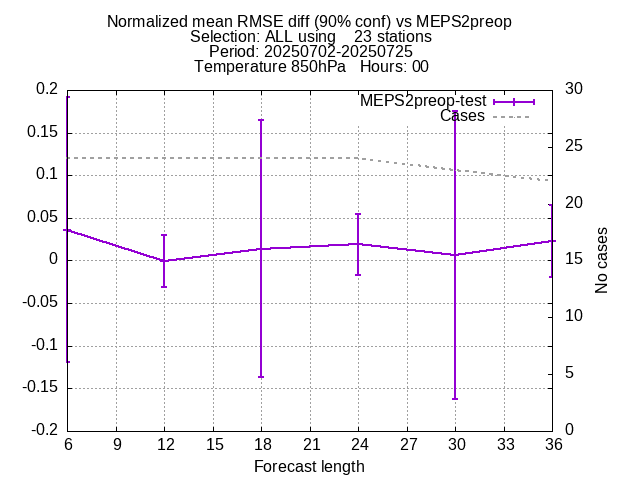 Normalized mean RMSE diff (90% conf) vs MEPS2preop
Selection: ALL using    23 stations
Period: 20250702-20250725
Temperature 850hPa   Hours: 00
MEPS2preop-test
Cases
0.2
0.15
0.1
0.05
0
-0.05
-0.1
-0.15
-0.2
30
25
20
15
10
5
0
No cases
6 9 12 15 18 21 24 27 30 33 36
Forecast length